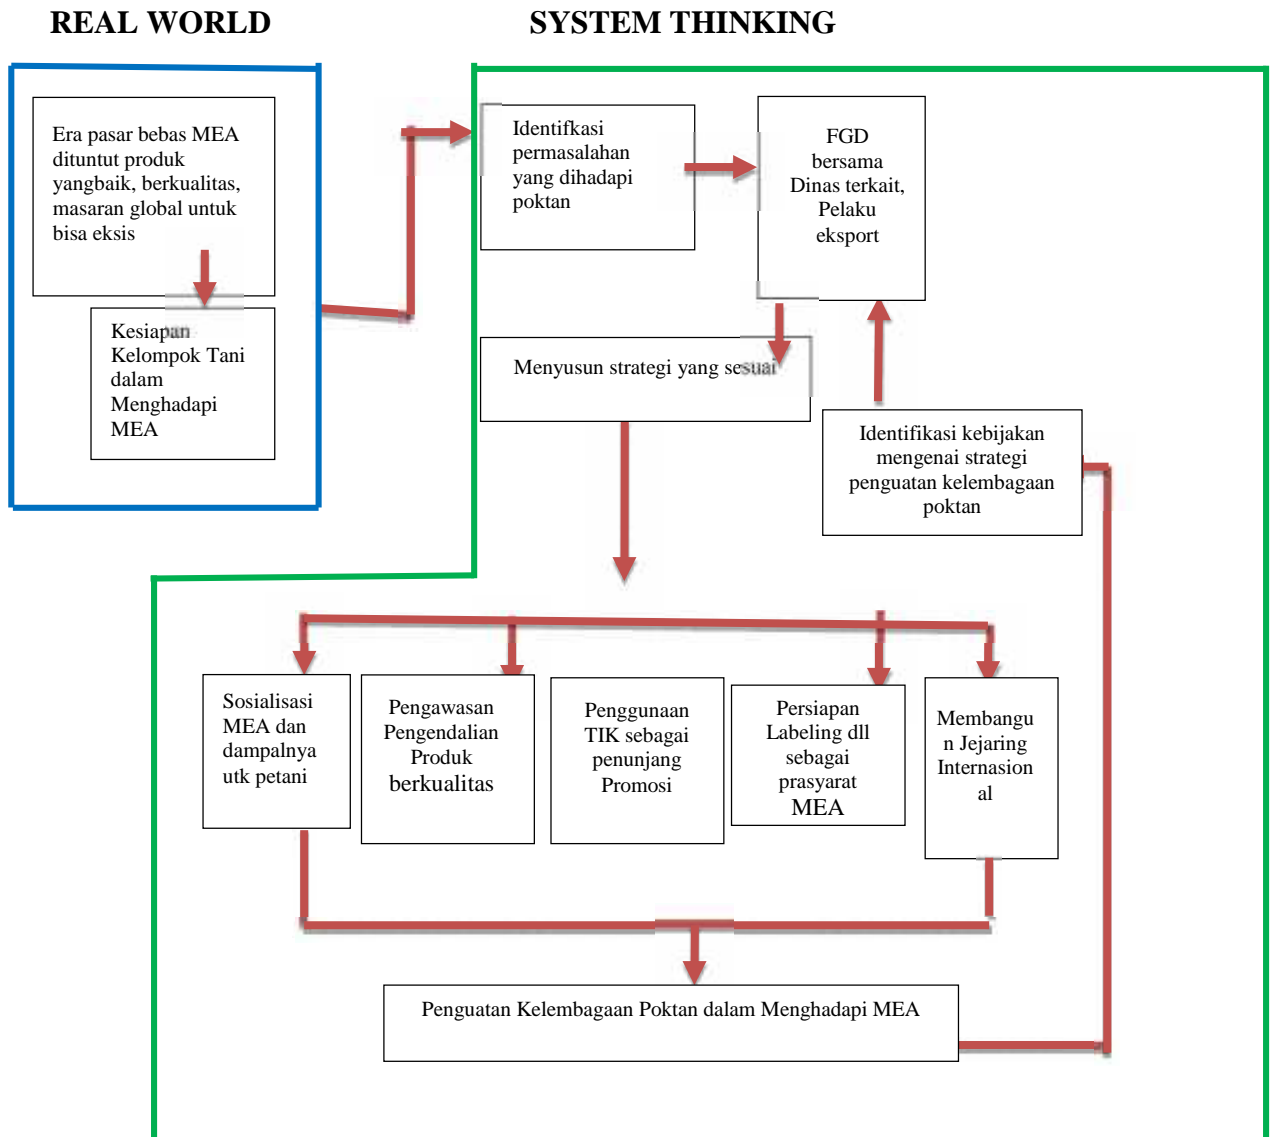 REAL WORLD
SYSTEM THINKING
Era pasar bebas MEA
dituntut produk
yangbaik, berkualitas,
masaran global untuk
bisa eksis
Kesiapan
Kelompok Tani
dalam
Menghadapi
MEA
Identifkasi
permasalahan
yang dihadapi
poktan
FGD
bersama
Dinas terkait,
Pelaku
eksport
Menyusun strategi yang sesuai
Identifikasi kebijakan
mengenai strategi
penguatan kelembagaan
poktan
Sosialisasi
MEA dan
dampalnya
utk petani
Pengawasan
Pengendalian
Produk
berkualitas
Penggunaan
TIK sebagai
penunjang
Promosi
Persiapan
Labeling dll
sebagai
prasyarat
MEA
Membangu
n Jejaring
Internasion
al
Penguatan Kelembagaan Poktan dalam Menghadapi MEA